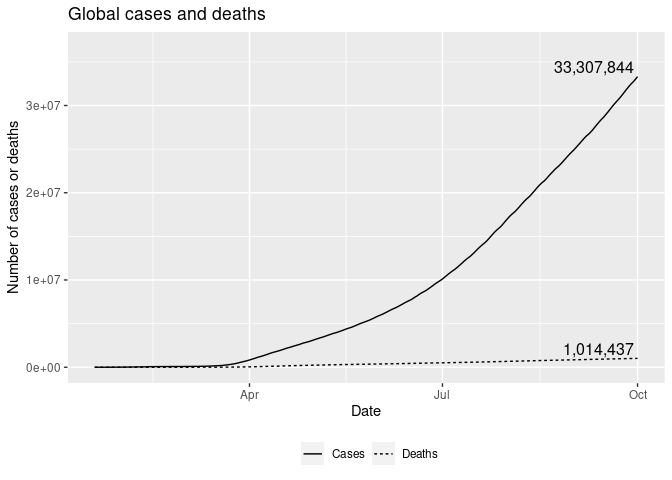 Global cases and deaths
33,307,844
3e+07
2e+07
1e+07
1,014,437
0e+00
Number of cases or deaths
Apr Jul Oct
Date
Cases Deaths